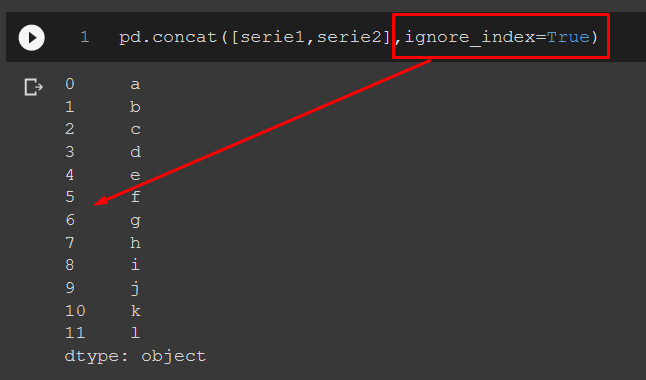 1 pd.concat([serie1,serie2],ignore_index=True)
0 a
1 b
2 c
3 d
4 e
5 f
6 g
7 h
8 i
9 j
10 k
11 l
dtype: object